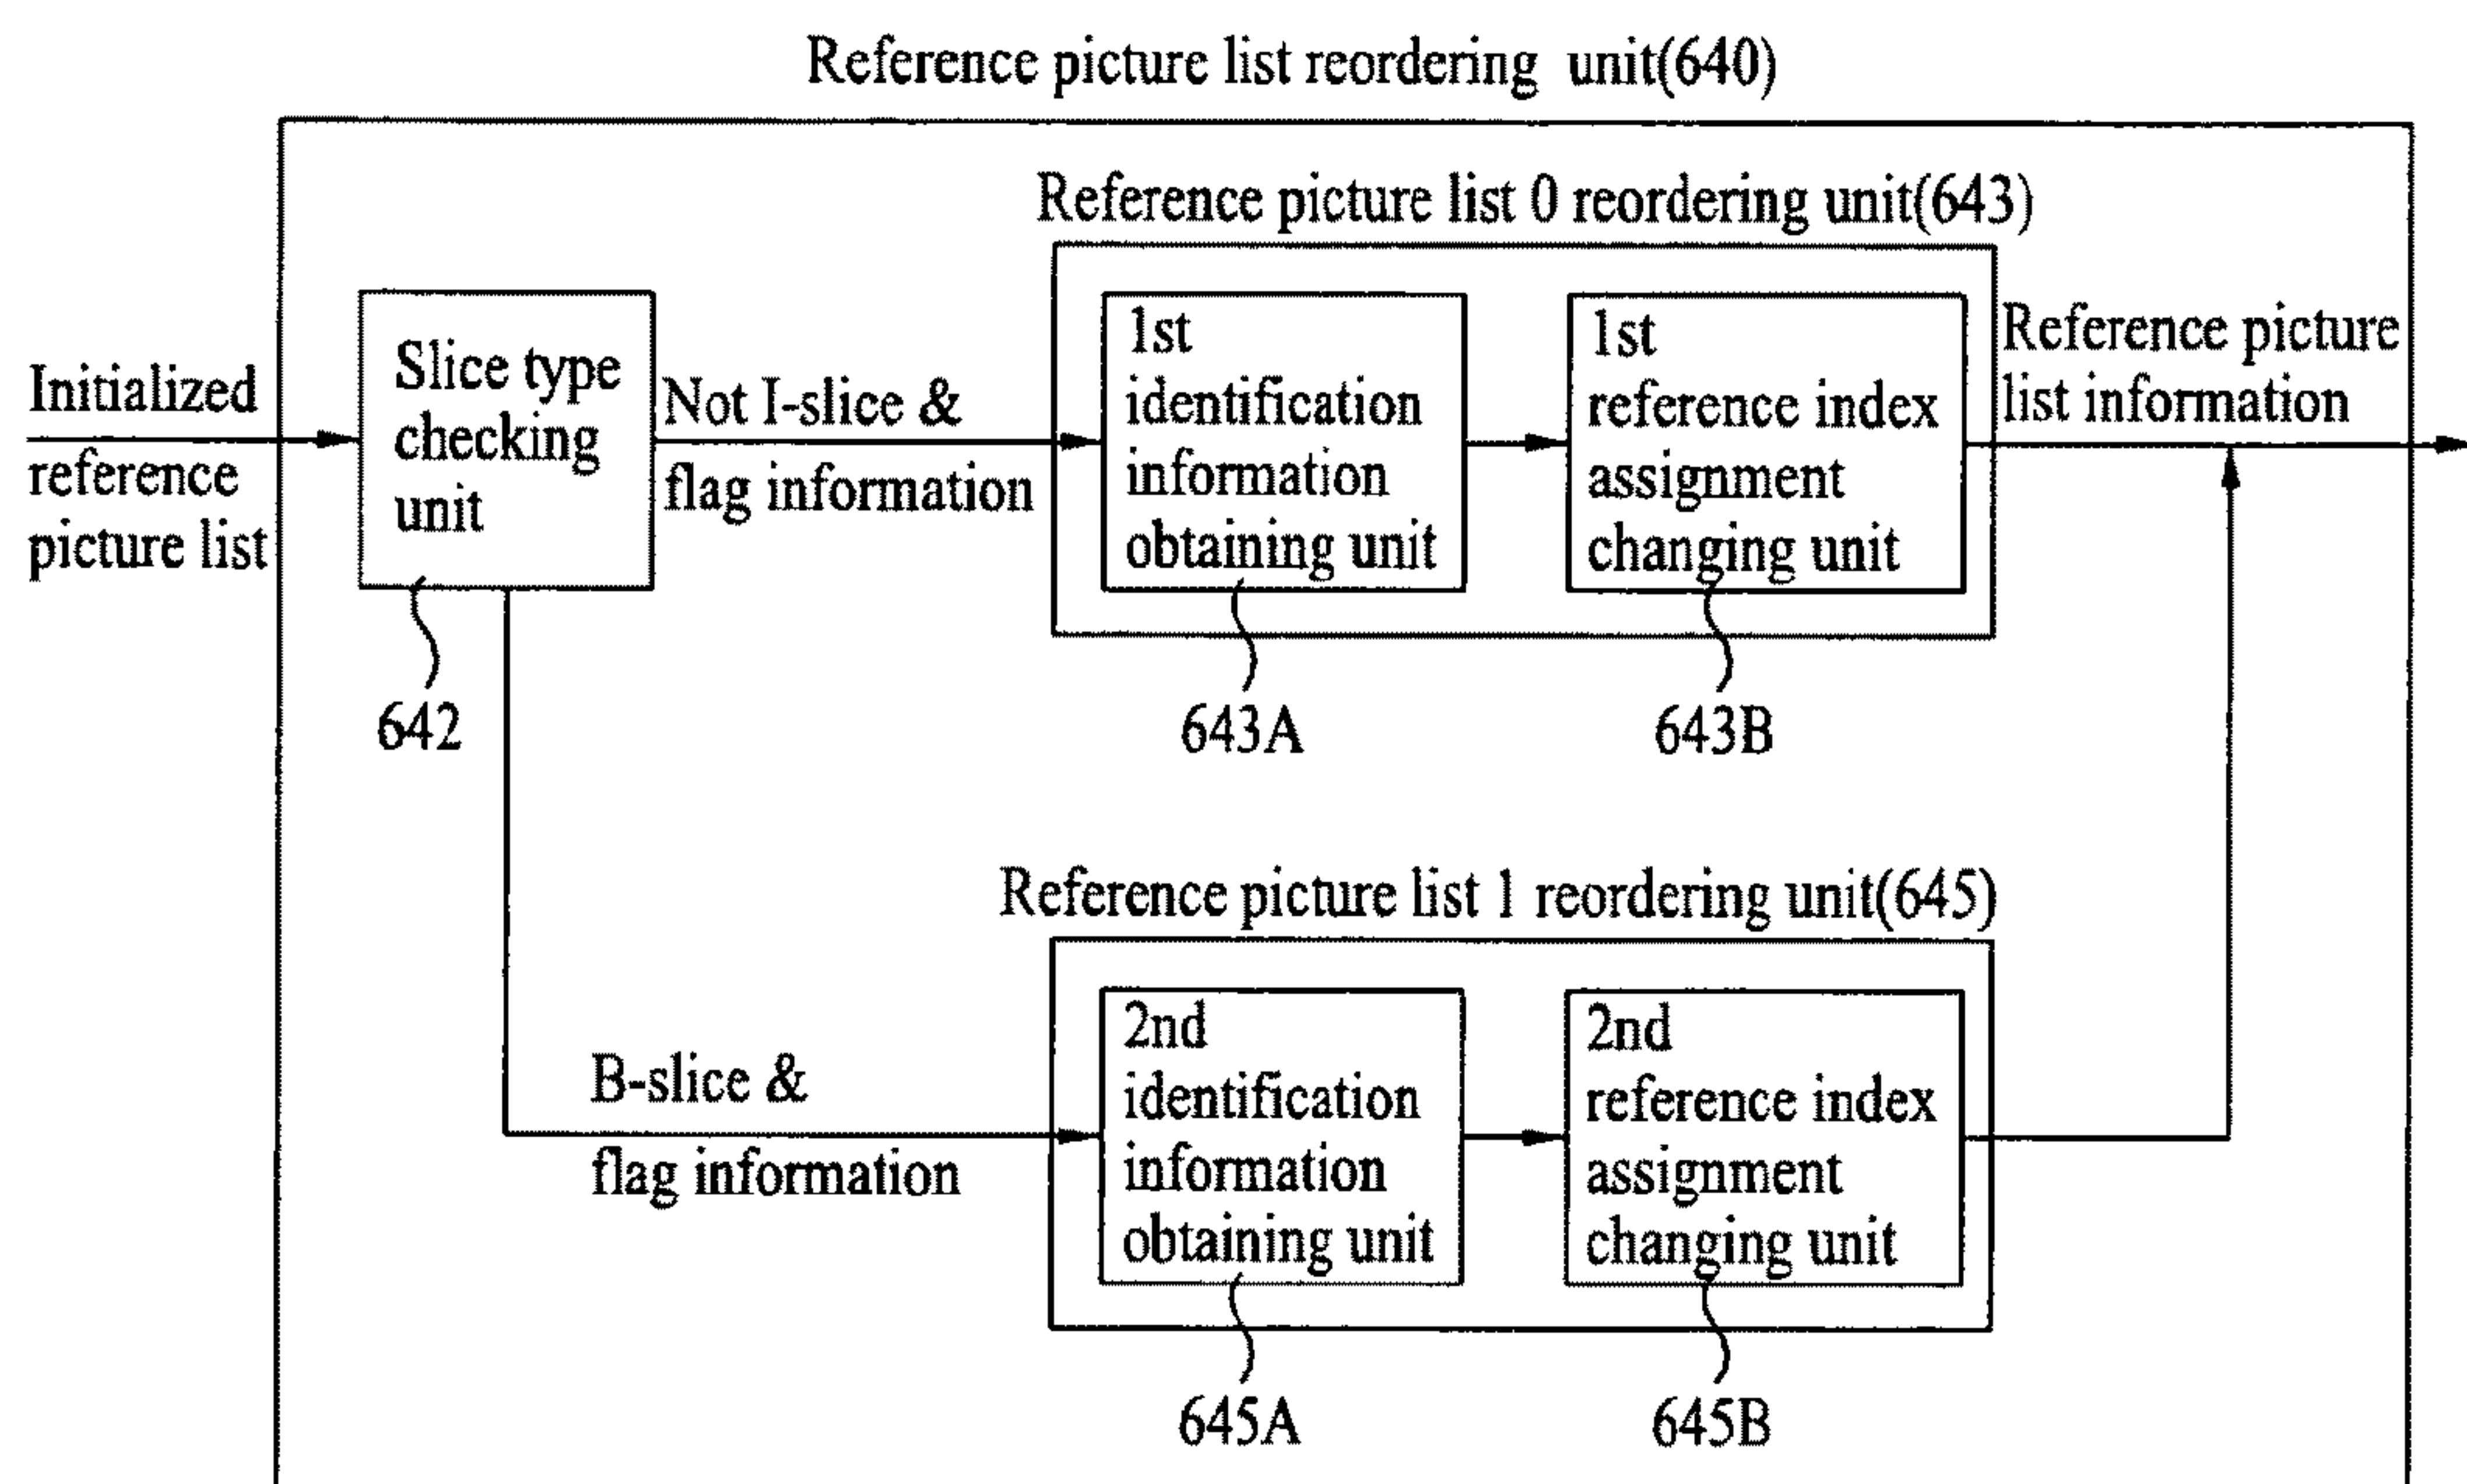 Reference picture list reordering unit(640)
Reference picture list 0 reordering unit(643)
Initialized
reference
picture list
Slice type
checking
unit
642
Not I-slice &
flag information
1st
identification
information
obtaining unit
643A
1st
reference index
assignment
changing unit
643B
Reference picture
list information
Reference picture list 1 reordering unit(645)
B-slice &
flag information
2nd
identification
information
obtaining unit
645A
2nd
reference index
assignment
changing unit
645B